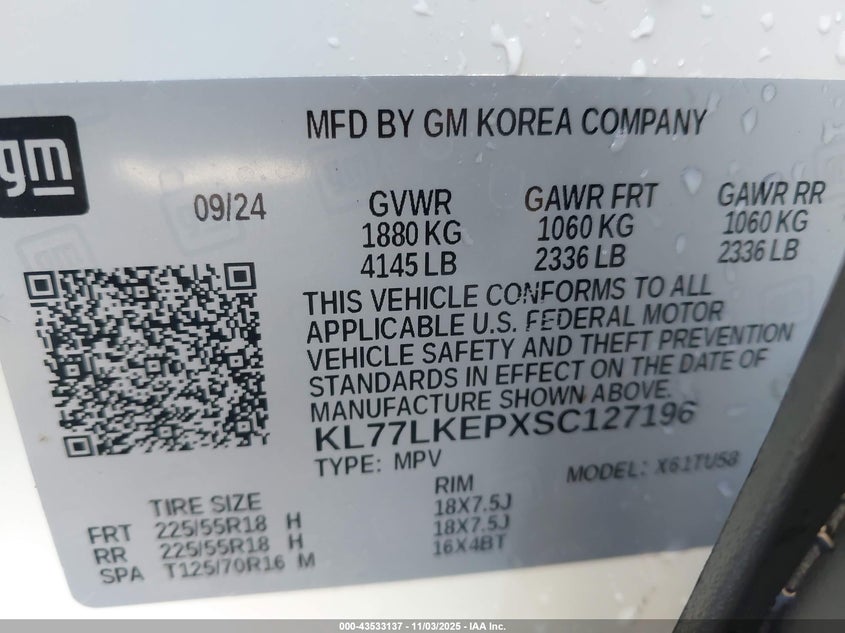 gm
MFD BY GM KOREA COMPANY
09/24
GVWR
1880 KG
4145 LB
GAWR FRT
1060 KG
2336 LB
GAWR RR
1060 KG
2336 LB
THIS VEHICLE CONFORMS TO ALL
APPLICABLE U.S. FEDERAL MOTOR
VEHICLE SAFETY AND THEFT PREVENTION
STANDARDS IN EFFECT ON THE DATE OF
MANUFACTURE SHOWN ABOVE.
KL77LKEPXSC127196
TYPE: MPV
MODEL: X61TU58
TIRE SIZE
RIM
FRT 225/55R18 H 18X7.5J
RR 225/55R18 H 18X7.5J
SPA T125/70R16 M 16X4BT
000-43533137 - 11/03/2025 - IAA Inc.